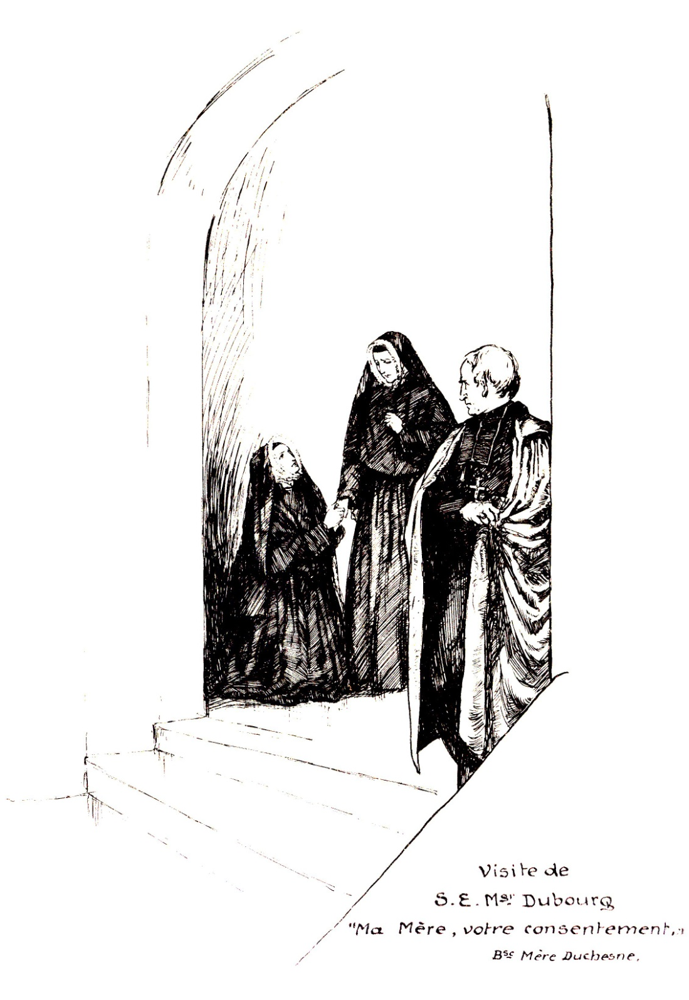 Visite de
S.E. Mgr Dubourg
"Ma Mère, votre consentement."
Bse Mère Duchesne.